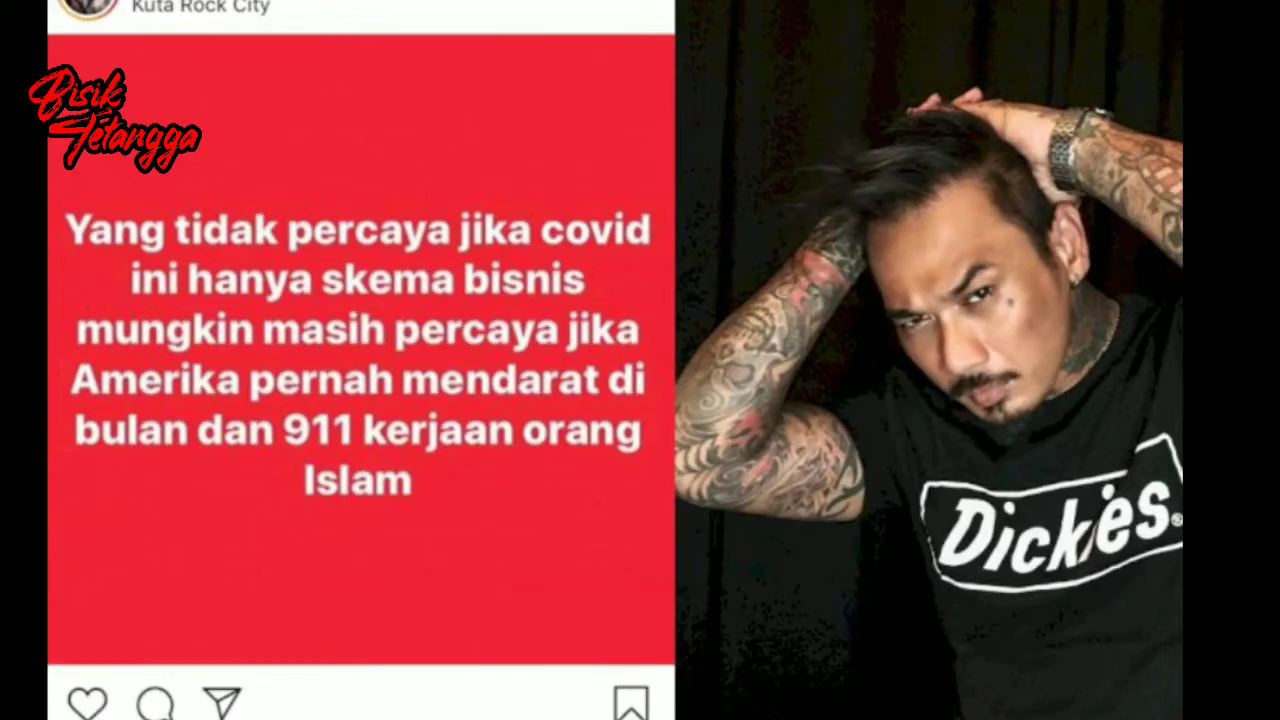 Kuta Rock City
Bisik
Tetangga
Yang tidak percaya jika covid
ini hanya skema bisnis
mungkin masih percaya jika
Amerika pernah mendarat di
bulan dan 911 kerjaan orang
Islam
Dickies®